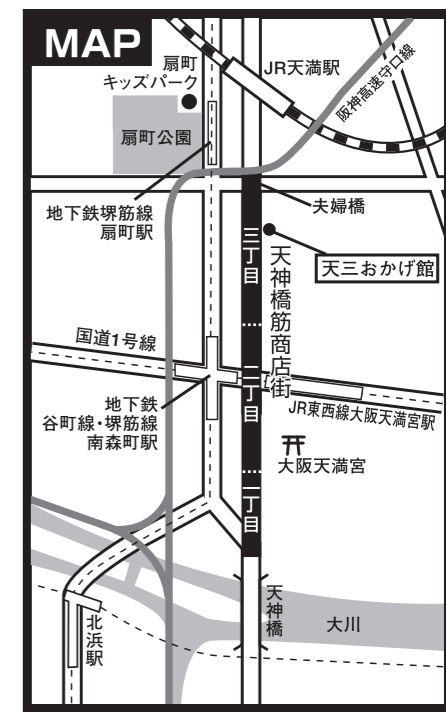 MAP
扇町
キッズパーク
JR天満駅
阪神高速守口線
扇町公園
地下鉄堺筋線
扇町駅
夫婦橋
天三おかげ館
三丁目
天神橋筋商店街
国道1号線
二丁目
地下鉄
谷町線・堺筋線
南森町駅
JR東西線大阪天満宮駅
大阪天満宮
一丁目
天神橋
大川
北浜駅